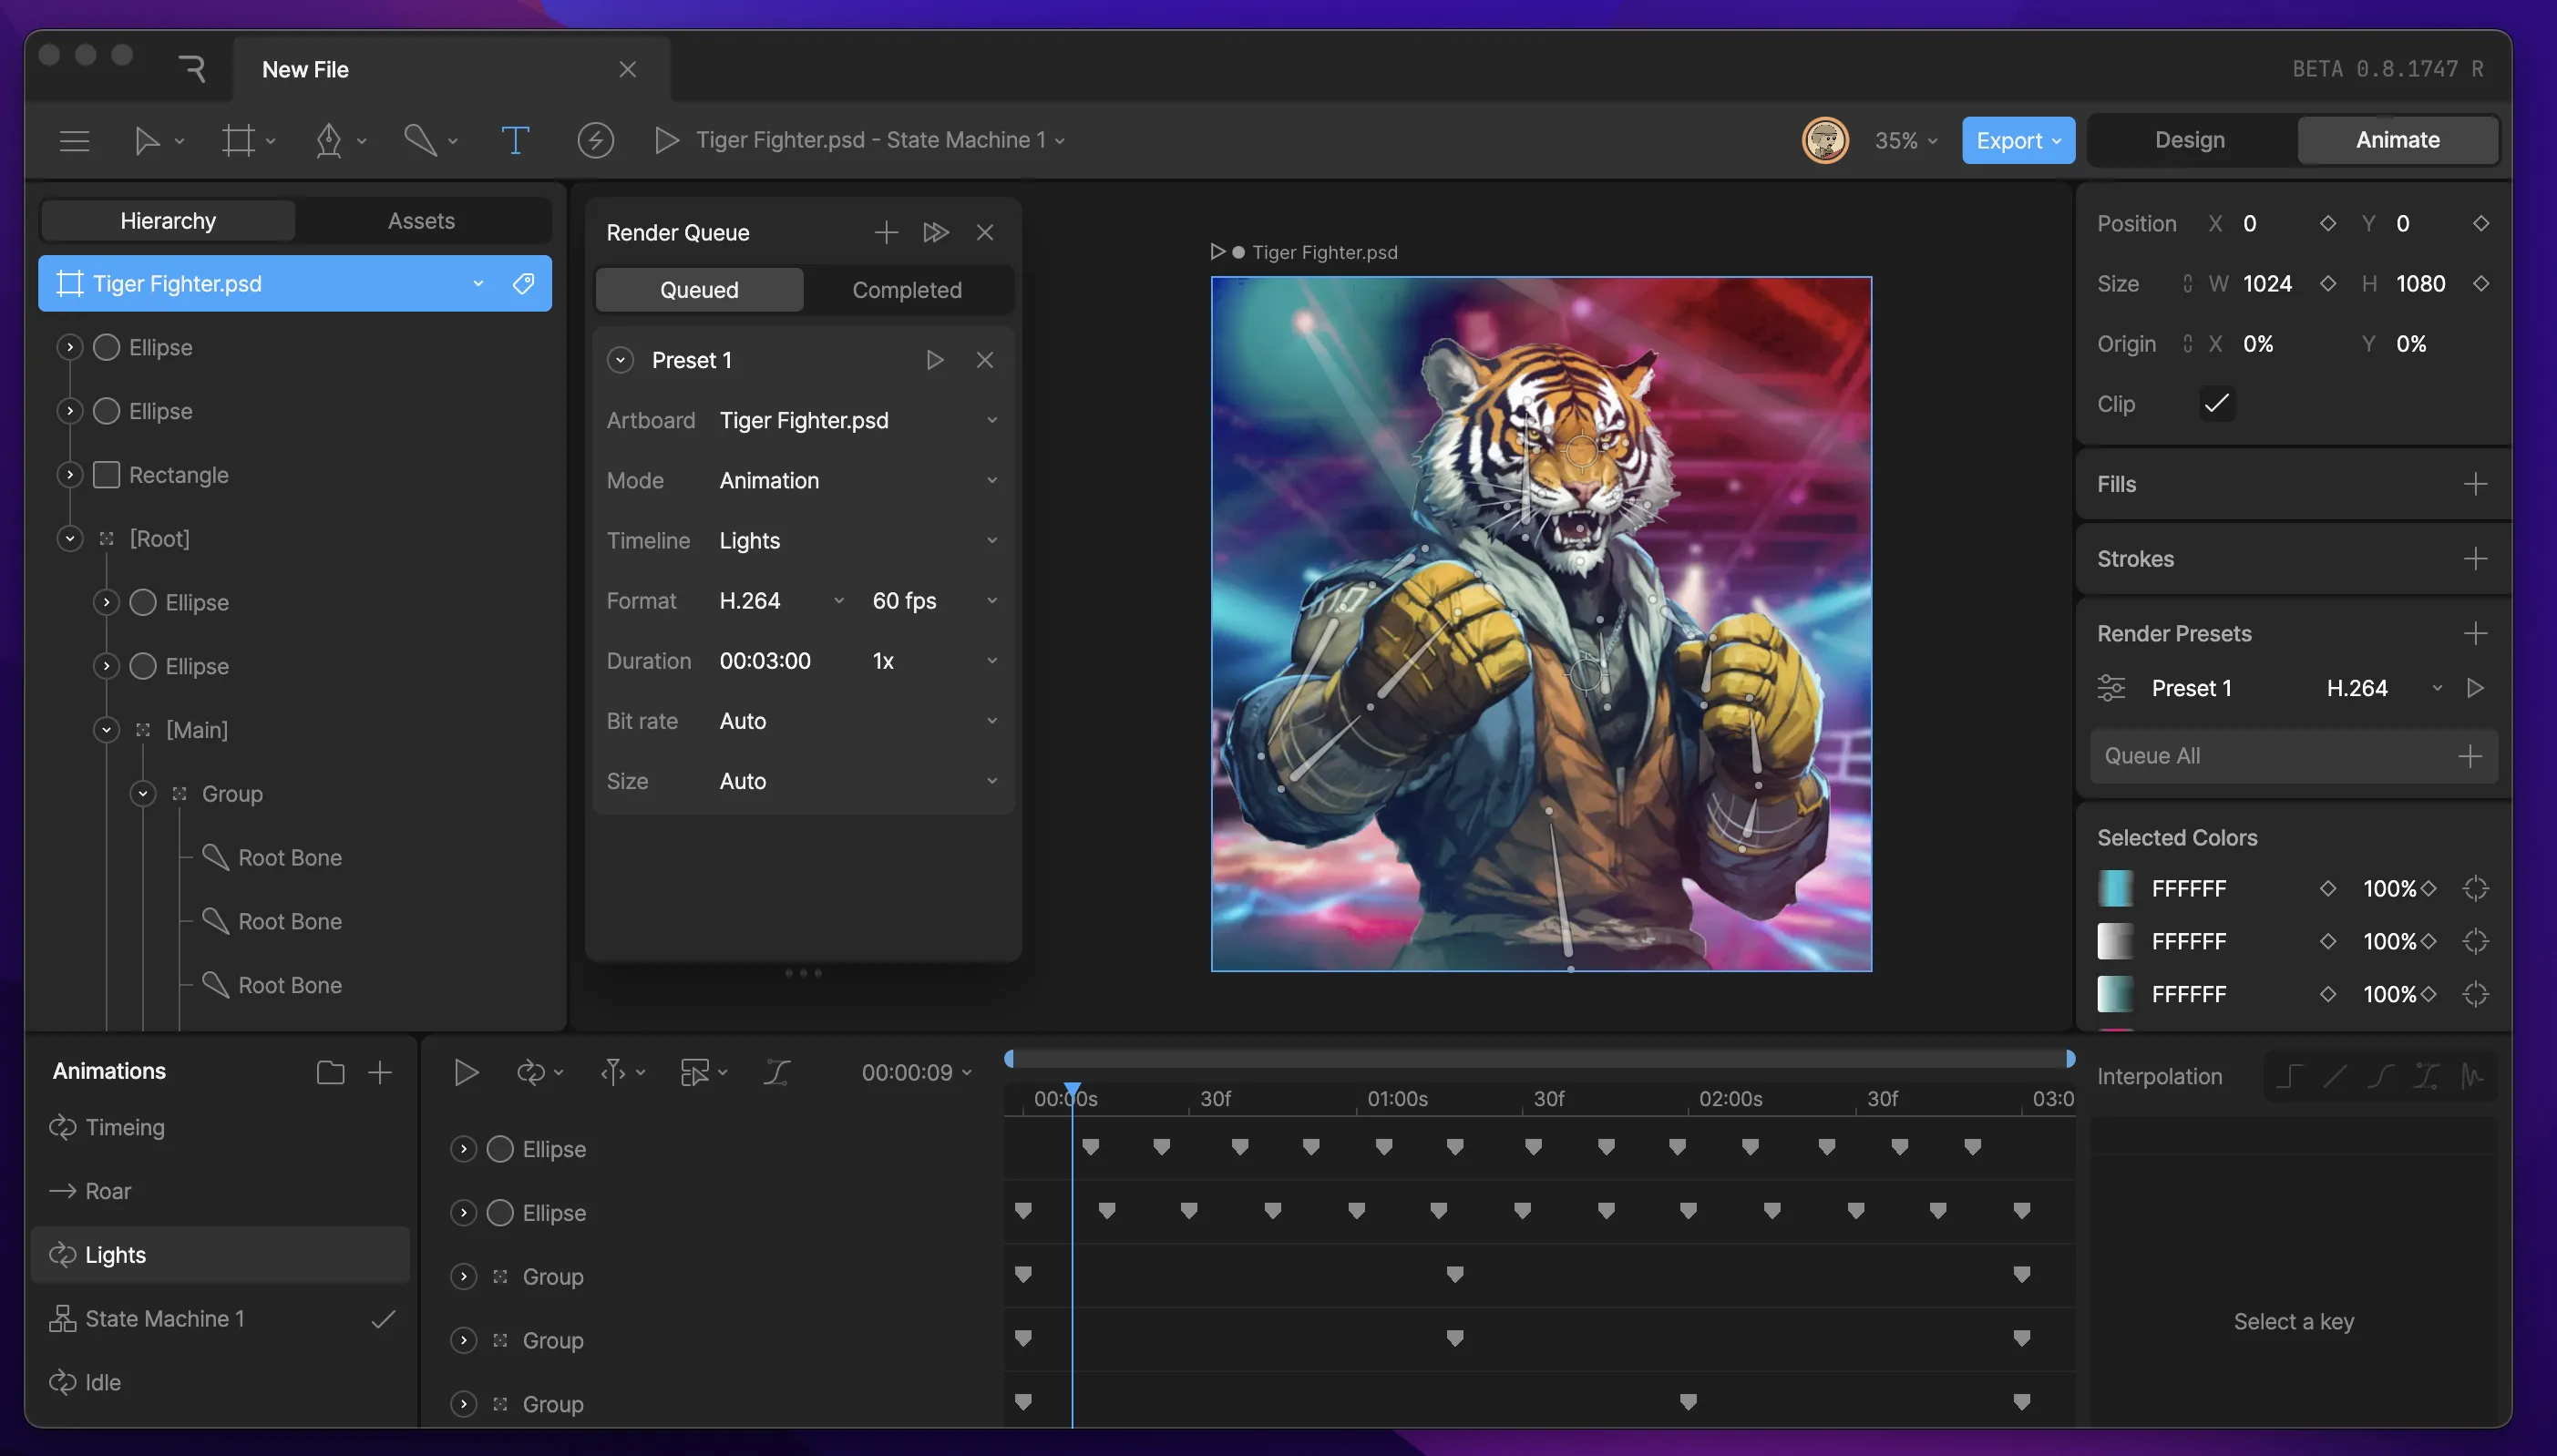 New File
BETA 0.8.1747 R
Tiger Fighter.psd - State Machine 1
35%
Export
Design
Animate
Hierarchy
Assets
Tiger Fighter.psd
Ellipse
Ellipse
Rectangle
[Root]
Ellipse
Ellipse
[Main]
Group
Root Bone
Root Bone
Root Bone
Render Queue
Queued
Completed
Preset 1
Artboard Tiger Fighter.psd
Mode Animation
Timeline Lights
Format H.264 60 fps
Duration 00:03:00 1x
Bit rate Auto
Size Auto
Tiger Fighter.psd
Position X 0 Y 0
Size W 1024 H 1080
Origin X 0% Y 0%
Clip
Fills
Strokes
Render Presets
Preset 1 H.264
Queue All
Selected Colors
FFFFFF 100%
FFFFFF 100%
FFFFFF 100%
Animations
Timeing
Roar
Lights
State Machine 1
Idle
00:00:09
00:00s 30f 01:00s 30f 02:00s 30f 03:0
Ellipse
Ellipse
Group
Group
Group
Interpolation
Select a key